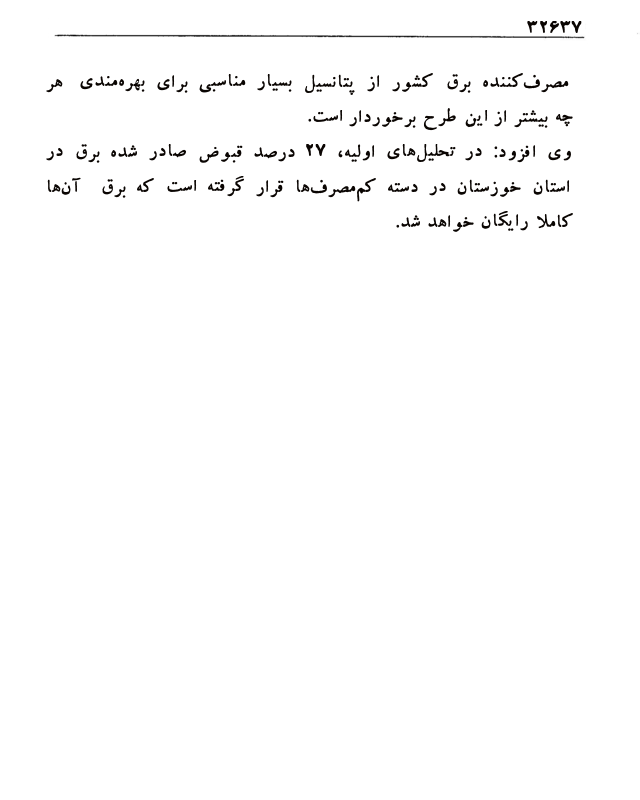 ۳۲۶۳۷
مصرف‌کننده برق کشور از پتانسیل بسیار مناسبی برای بهره‌مندی هر
چه بیشتر از این طرح برخوردار است.
وی افزود: در تحلیل‌های اولیه، ۲۷ درصد قبوض صادر شده برق در
استان خوزستان در دسته کم‌مصرف‌ها قرار گرفته است که برق آن‌ها
کاملا رایگان خواهد شد.